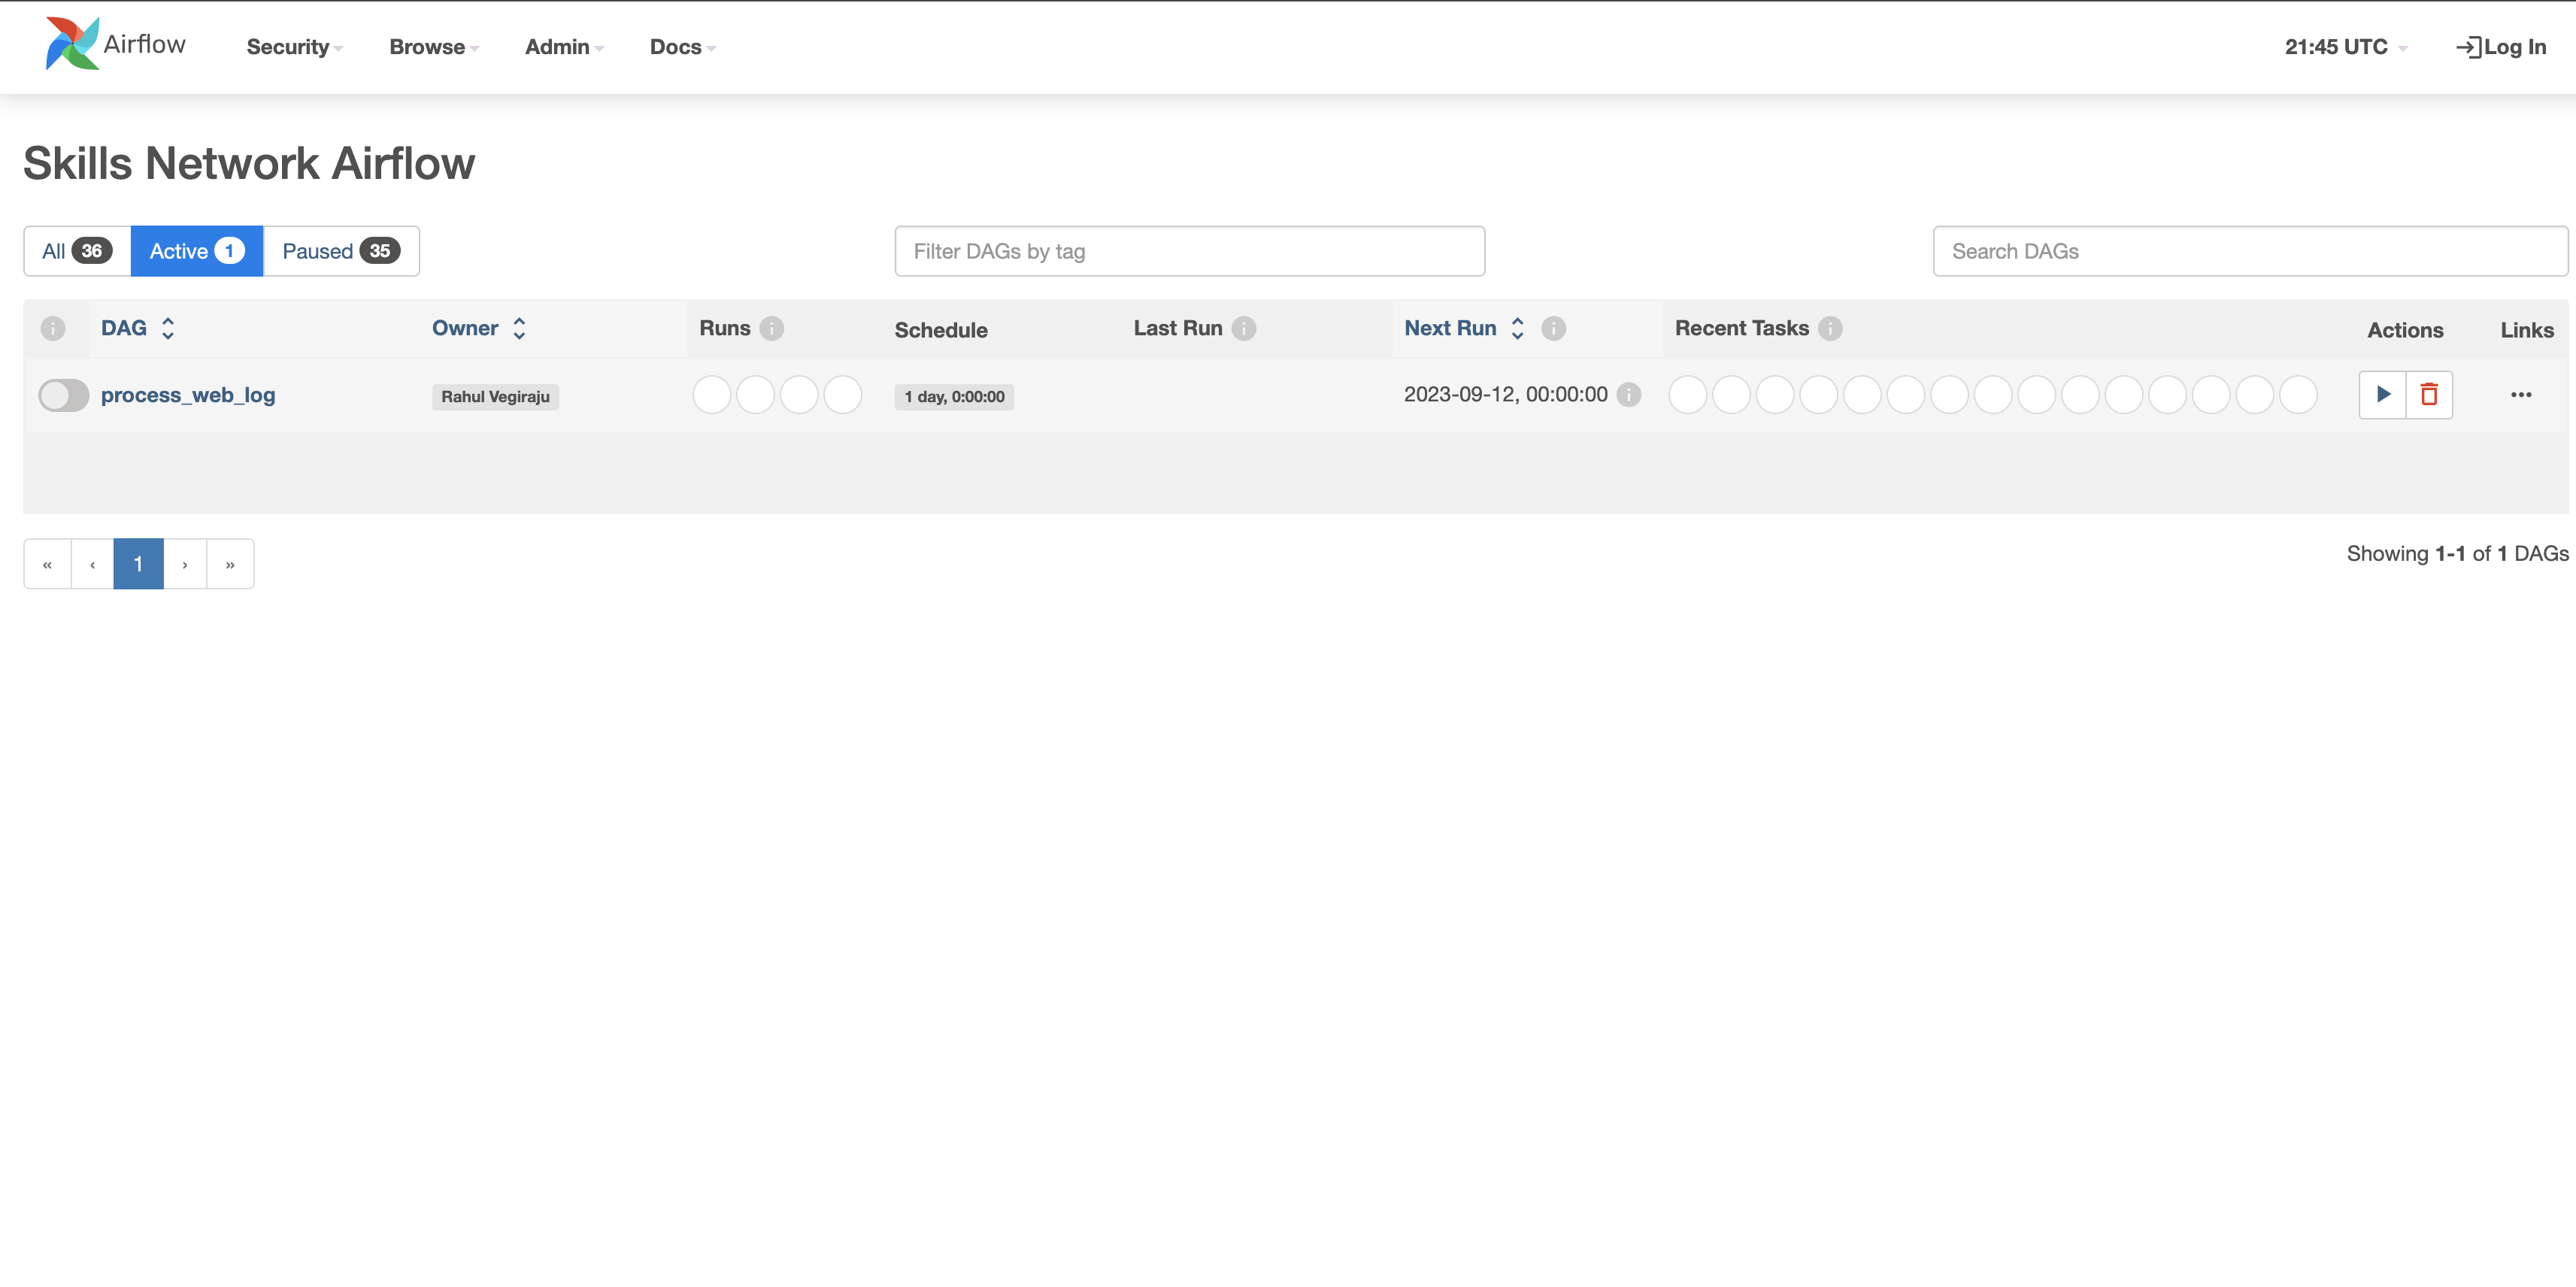 Airflow Security Browse Admin Docs 21:45 UTC Log In
Skills Network Airflow
All 36 Active 1 Paused 35 Filter DAGs by tag Search DAGs
DAG Owner Runs Schedule Last Run Next Run Recent Tasks Actions Links
process_web_log Rahul Vegiraju 1 day, 0:00:00 2023-09-12, 00:00:00
« ‹ 1 › » Showing 1-1 of 1 DAGs